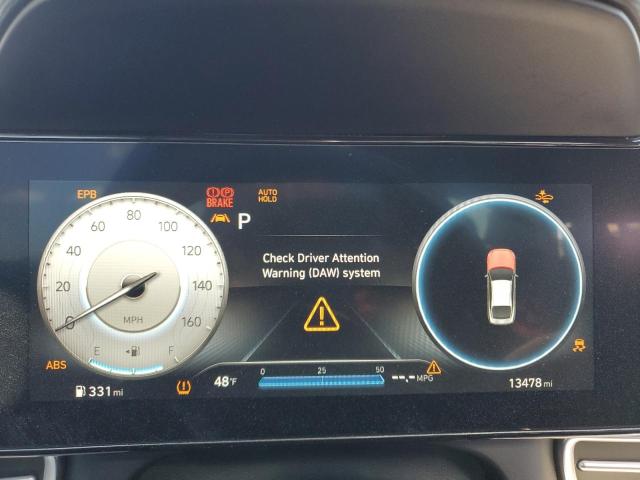 EPB
BRAKE
AUTO
HOLD
P
Check Driver Attention
Warning (DAW) system
0
20
40
60
80
100
120
140
160
MPH
E
F
ABS
331 mi
48°F
0
25
50
--.- MPG
13478 mi